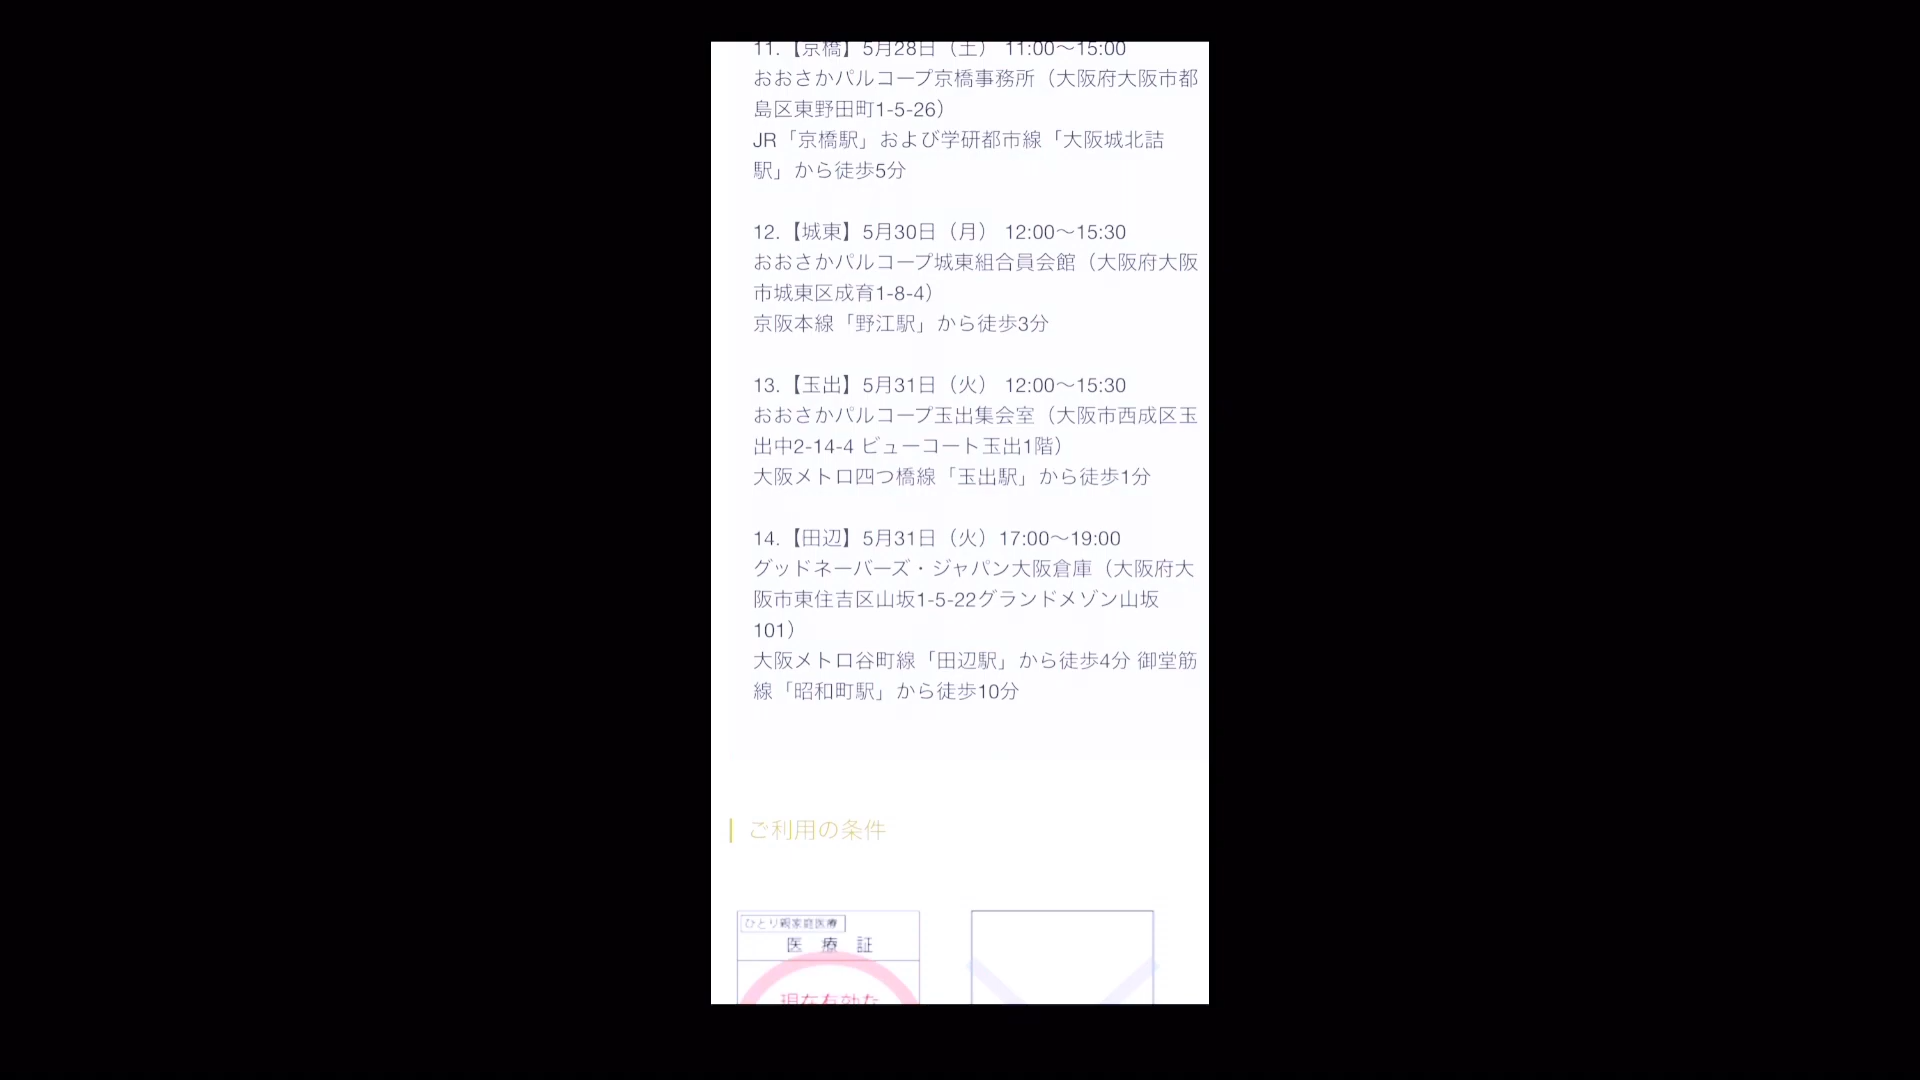 11.【京橋】5月28日（土） 11:00〜15:00
おおさかパルコープ京橋事務所（大阪府大阪市都
島区東野田町1-5-26）
JR「京橋駅」および学研都市線「大阪城北詰
駅」から徒歩5分
12.【城東】5月30日（月） 12:00〜15:30
おおさかパルコープ城東組合員会館（大阪府大阪
市城東区成育1-8-4）
京阪本線「野江駅」から徒歩3分
13.【玉出】5月31日（火） 12:00〜15:30
おおさかパルコープ玉出集会室（大阪市西成区玉
出中2-14-4 ビューコート玉出1階）
大阪メトロ四つ橋線「玉出駅」から徒歩1分
14.【田辺】5月31日（火）17:00〜19:00
グッドネーバーズ・ジャパン大阪倉庫（大阪府大
阪市東住吉区山坂1-5-22グランドメゾン山坂
101）
大阪メトロ谷町線「田辺駅」から徒歩4分 御堂筋
線「昭和町駅」から徒歩10分
ご利用の条件
ひとり親家庭医療
医 療 証
現在有効な